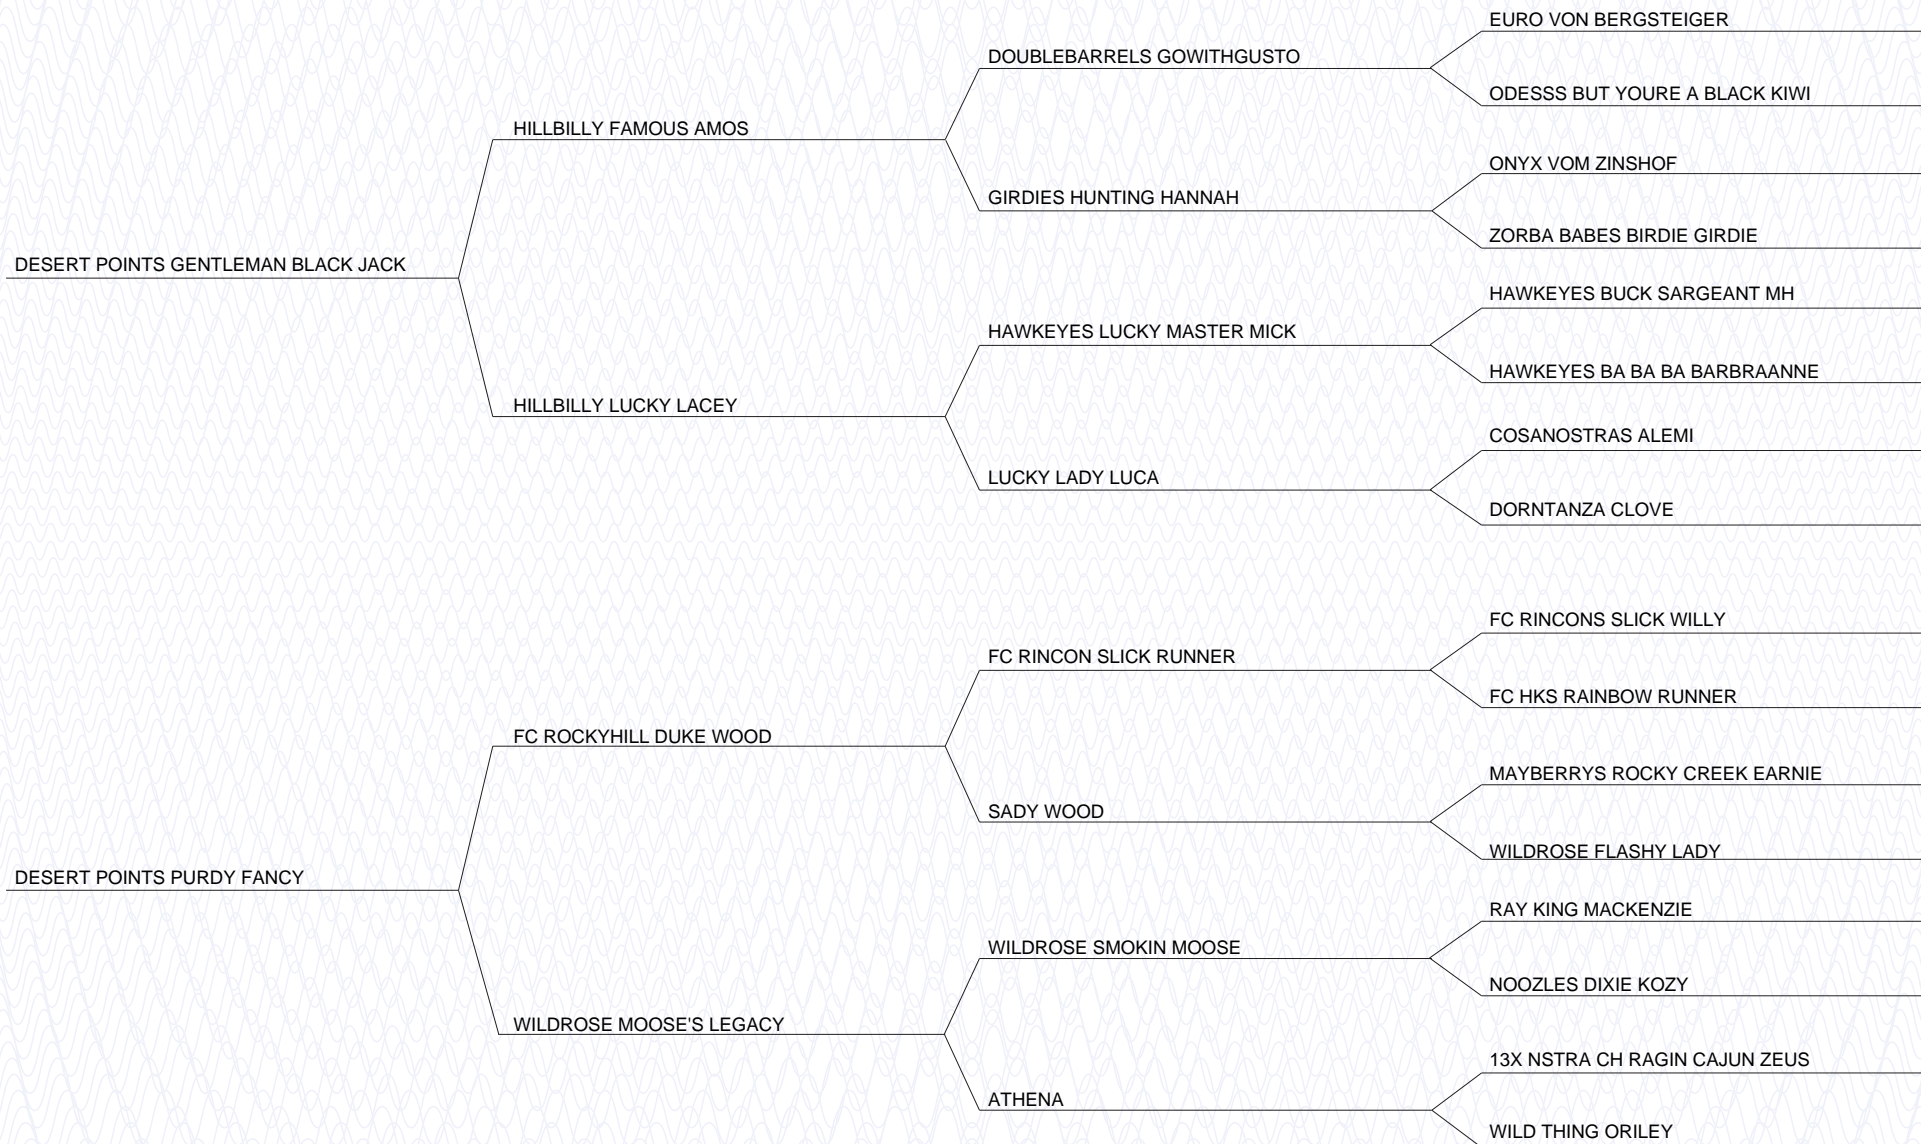 EURO VON BERGSTEIGER
DOUBLEBARRELS GOWITHGUSTO
ODESSS BUT YOURE A BLACK KIWI
HILLBILLY FAMOUS AMOS
ONYX VOM ZINSHOF
GIRDIES HUNTING HANNAH
ZORBA BABES BIRDIE GIRDIE
DESERT POINTS GENTLEMAN BLACK JACK
HAWKEYES BUCK SARGEANT MH
HAWKEYES LUCKY MASTER MICK
HAWKEYES BA BA BA BARBRAANNE
HILLBILLY LUCKY LACEY
COSANOSTRAS ALEMI
LUCKY LADY LUCA
DORNTANZA CLOVE
FC RINCONS SLICK WILLY
FC RINCON SLICK RUNNER
FC HKS RAINBOW RUNNER
FC ROCKYHILL DUKE WOOD
MAYBERRYS ROCKY CREEK EARNIE
SADY WOOD
WILDROSE FLASHY LADY
DESERT POINTS PURDY FANCY
RAY KING MACKENZIE
WILDROSE SMOKIN MOOSE
NOOZLES DIXIE KOZY
WILDROSE MOOSE'S LEGACY
13X NSTRA CH RAGIN CAJUN ZEUS
ATHENA
WILD THING ORILEY